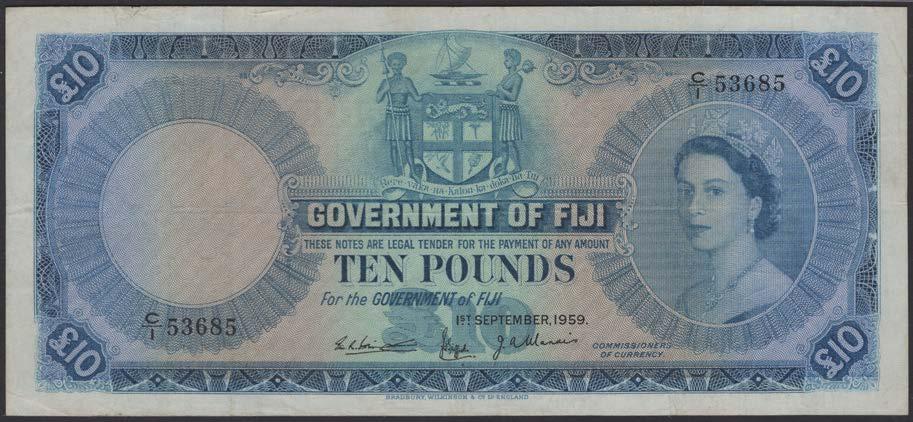 £10
£10
C/1 53685
Rere-vaka-na-Kalou-ka-doka-na-Tui
GOVERNMENT OF FIJI
THESE NOTES ARE LEGAL TENDER FOR THE PAYMENT OF ANY AMOUNT
TEN POUNDS
For the GOVERNMENT of FIJI
C/1 53685
1ST SEPTEMBER, 1959.
COMMISSIONERS
OF CURRENCY.
£10
£10
BRADBURY, WILKINSON & Co Ld ENGLAND